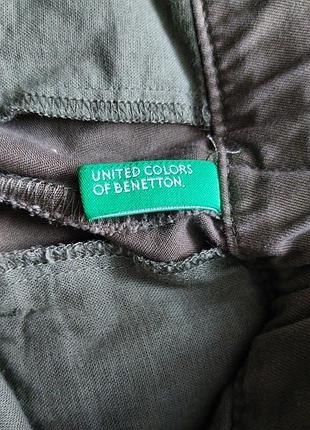 UNITED COLORS
OF BENETTON.